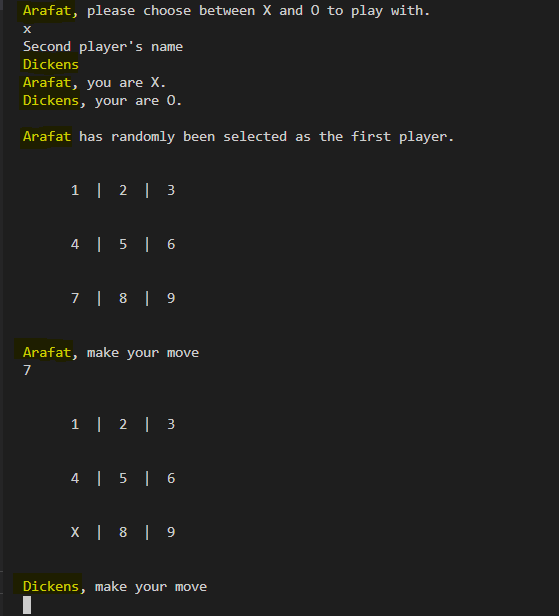 Arafat, please choose between X and O to play with.
x
Second player's name
Dickens
Arafat, you are X.
Dickens, your are O.
Arafat has randomly been selected as the first player.
1 | 2 | 3
4 | 5 | 6
7 | 8 | 9
Arafat, make your move
7
1 | 2 | 3
4 | 5 | 6
X | 8 | 9
Dickens, make your move